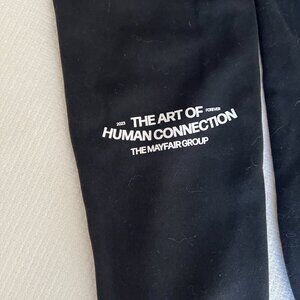 2023 THE ART OF FOREVER
HUMAN CONNECTION
THE MAYFAIR GROUP